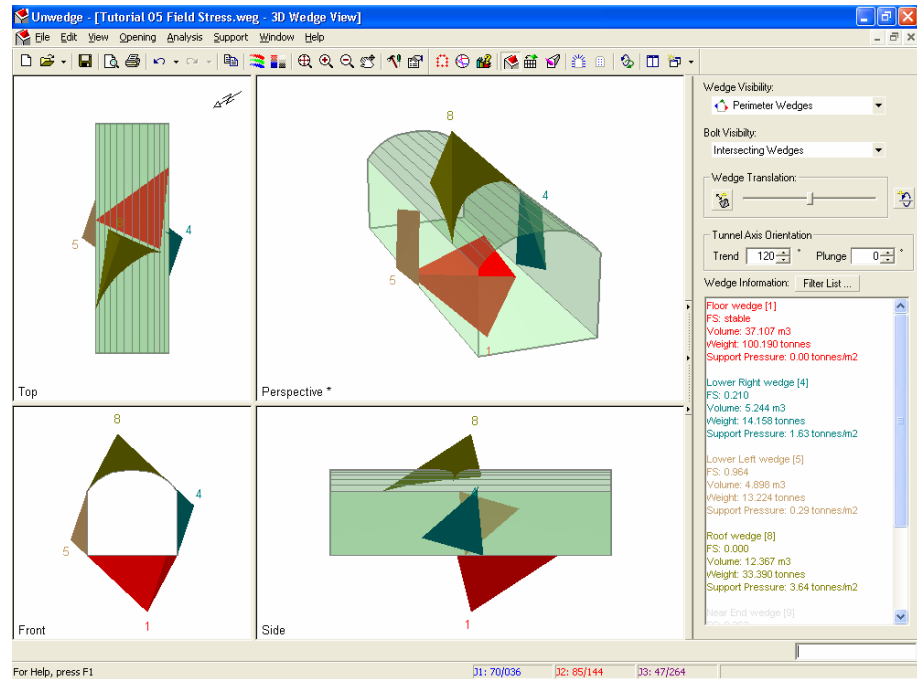 Unwedge - [Tutorial 05 Field Stress.weg - 3D Wedge View]
File Edit View Opening Analysis Support Window Help
8
4
5
Top
8
4
5
1
Perspective *
8
4
5
1
Front
8
1
Side
Wedge Visibility:
Perimeter Wedges
Bolt Visibilty:
Intersecting Wedges
Wedge Translation:
Tunnel Axis Orientation
Trend 120 ° Plunge 0 °
Wedge Information: Filter List ...
Floor wedge [1]
FS: stable
Volume: 37.107 m3
Weight: 100.190 tonnes
Support Pressure: 0.00 tonnes/m2
Lower Right wedge [4]
FS: 0.210
Volume: 5.244 m3
Weight: 14.158 tonnes
Support Pressure: 1.63 tonnes/m2
Lower Left wedge [5]
FS: 0.964
Volume: 4.898 m3
Weight: 13.224 tonnes
Support Pressure: 0.29 tonnes/m2
Roof wedge [8]
FS: 0.000
Volume: 12.367 m3
Weight: 33.390 tonnes
Support Pressure: 3.64 tonnes/m2
Near End wedge [9]
For Help, press F1
J1: 70/036 J2: 85/144 J3: 47/264